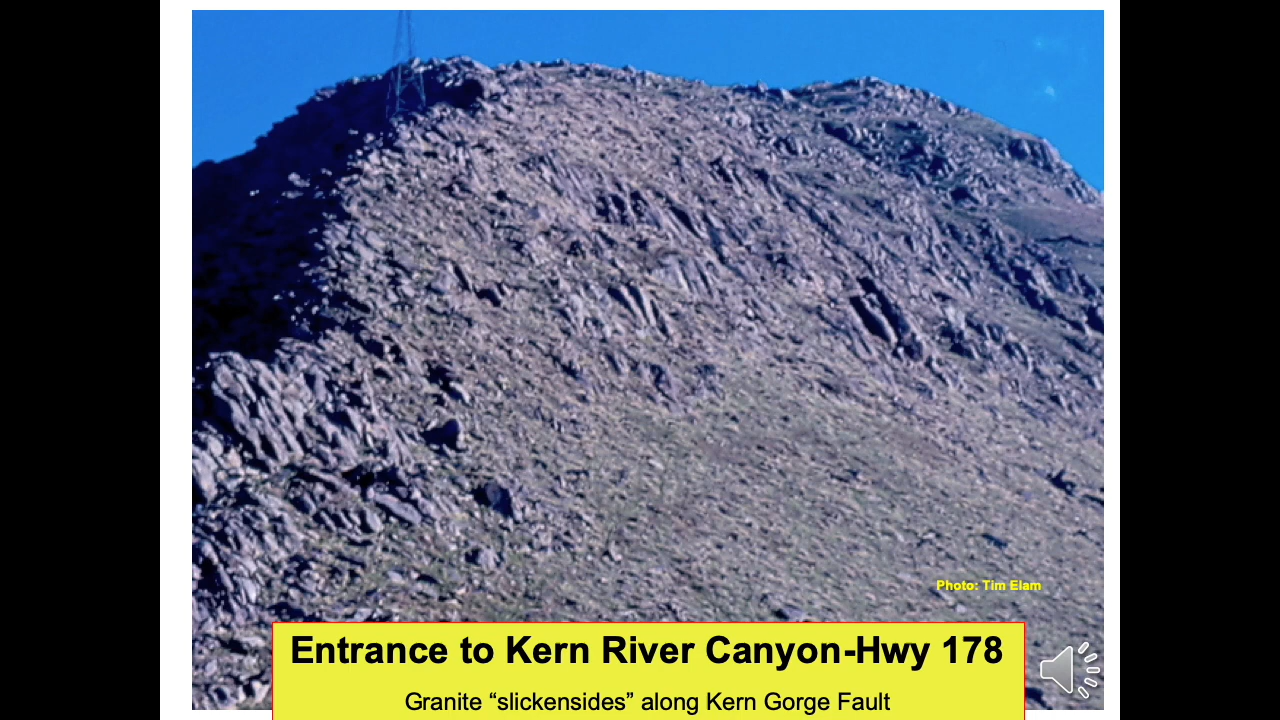 Photo: Tim Elam
Entrance to Kern River Canyon-Hwy 178
Granite “slickensides” along Kern Gorge Fault